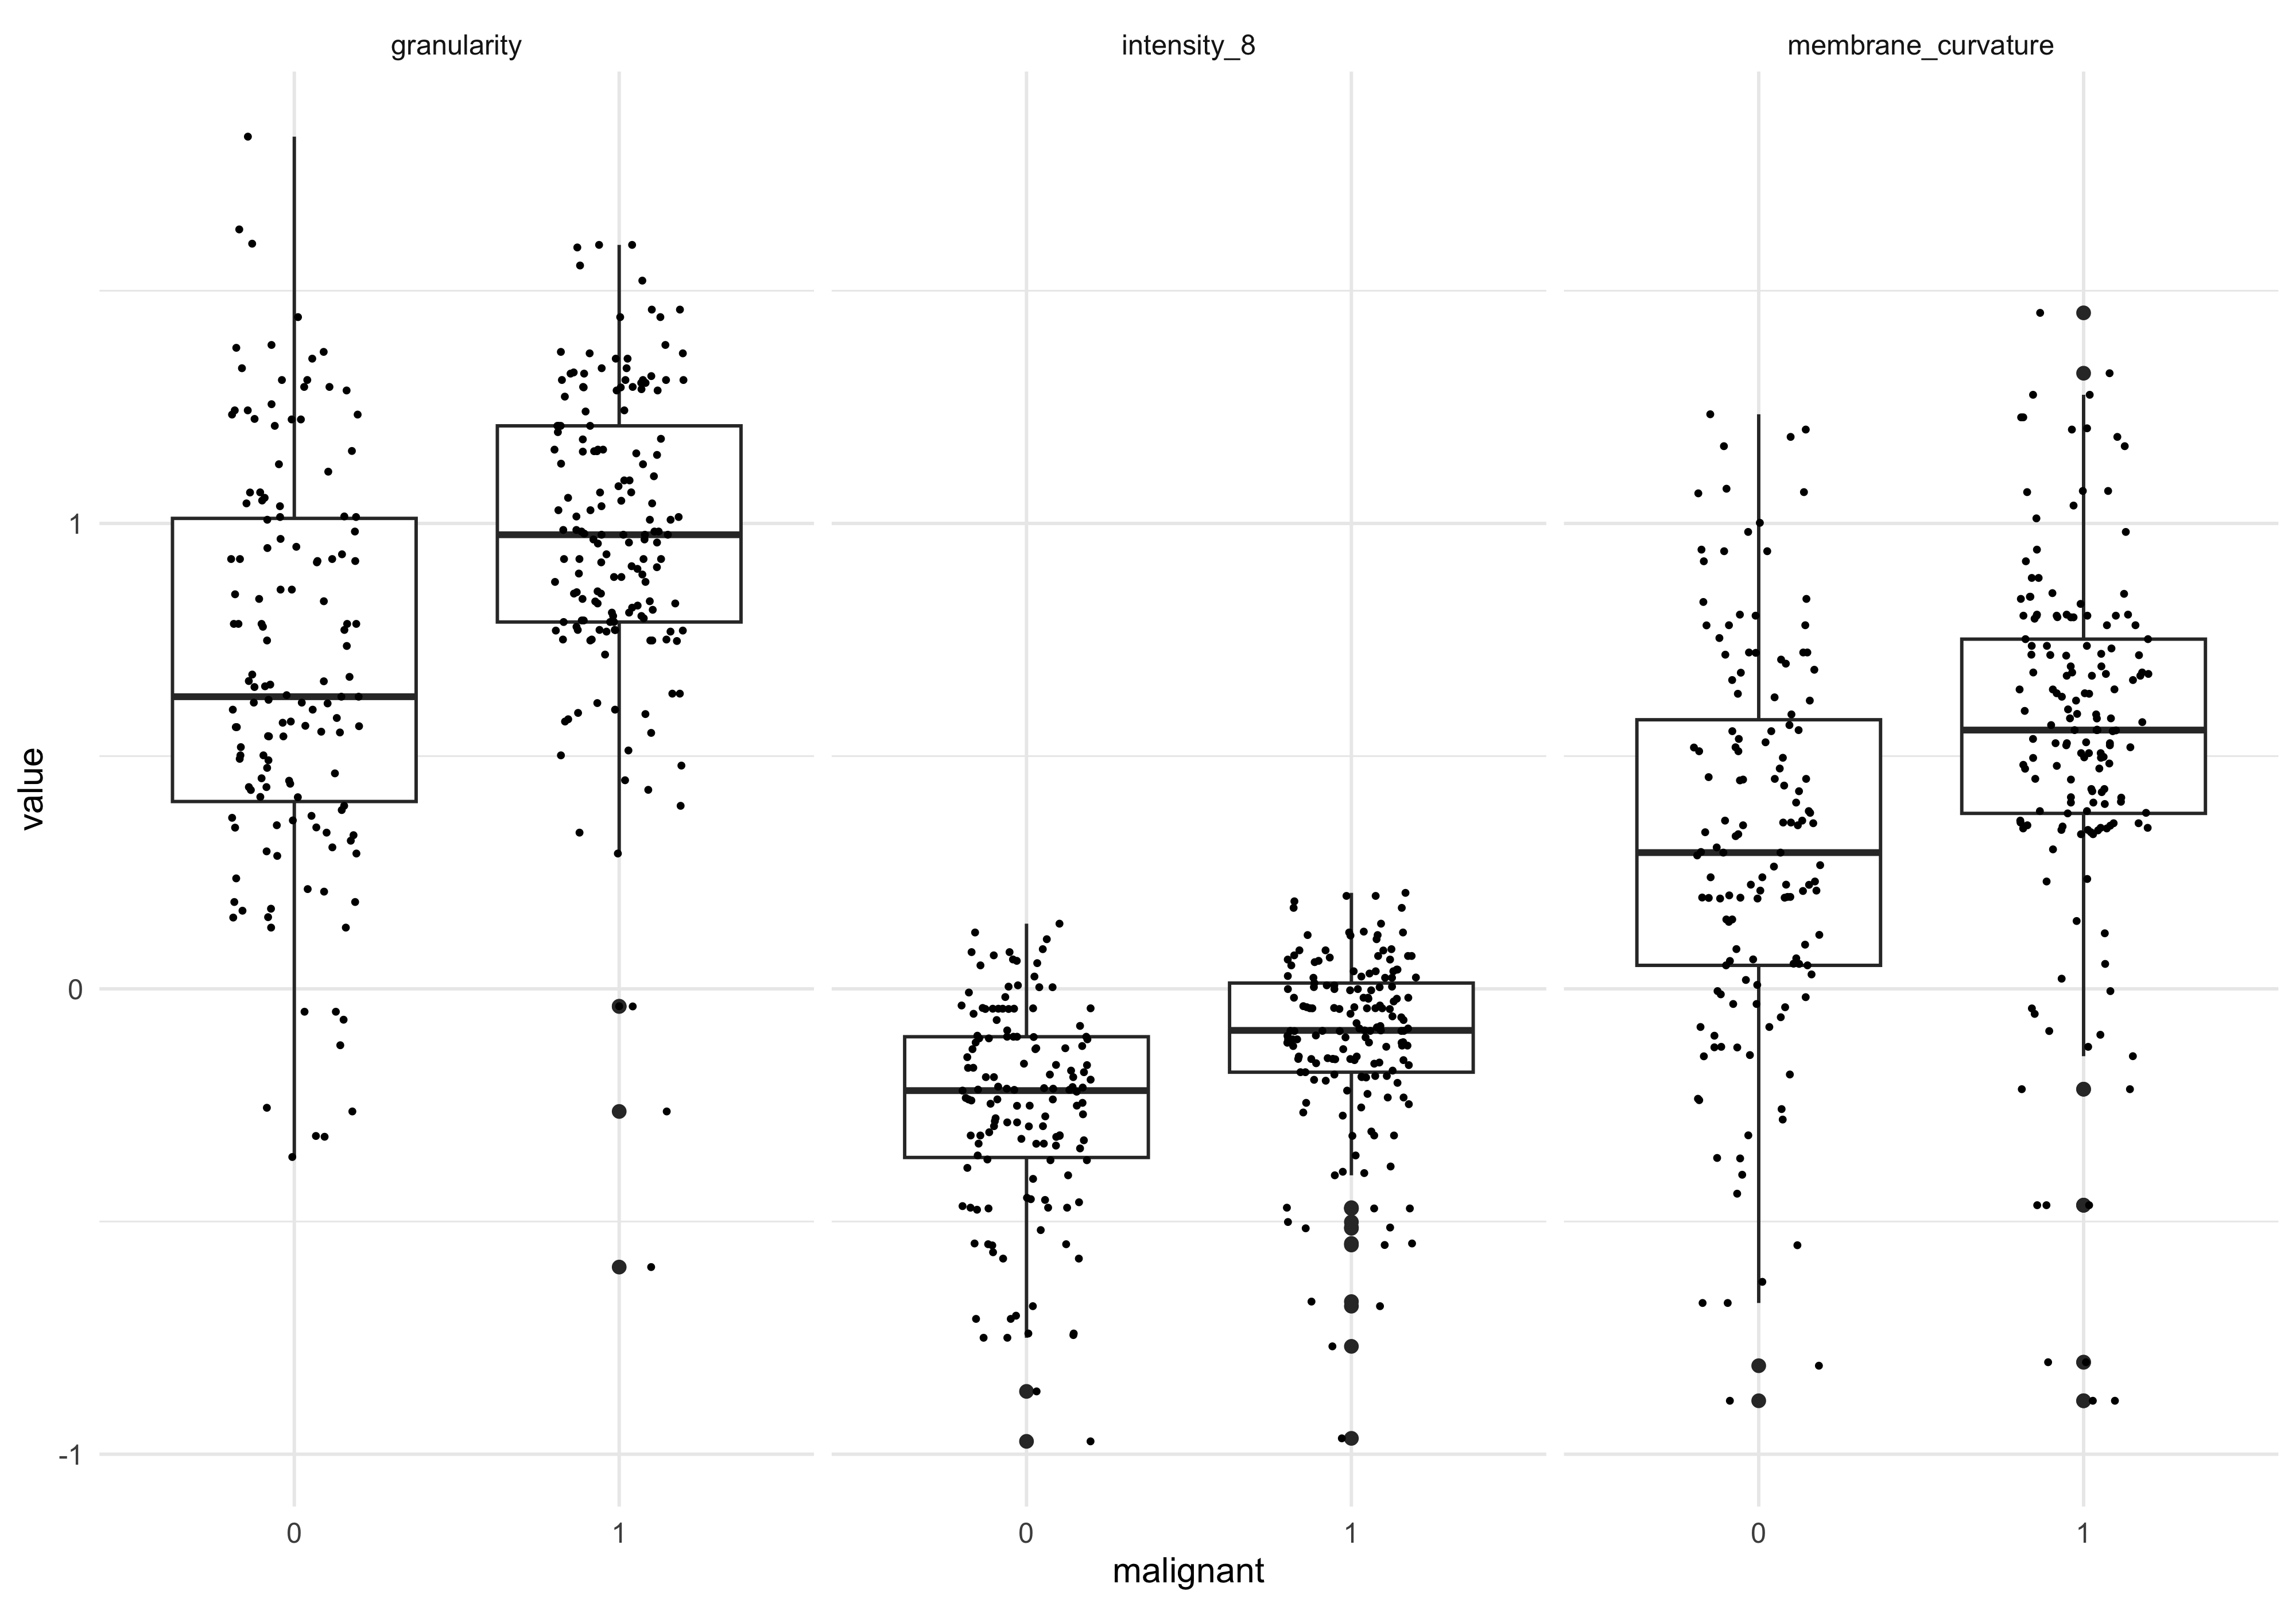 granularity intensity_8 membrane_curvature
value
1
0
-1
0 1 0 1 0 1
malignant